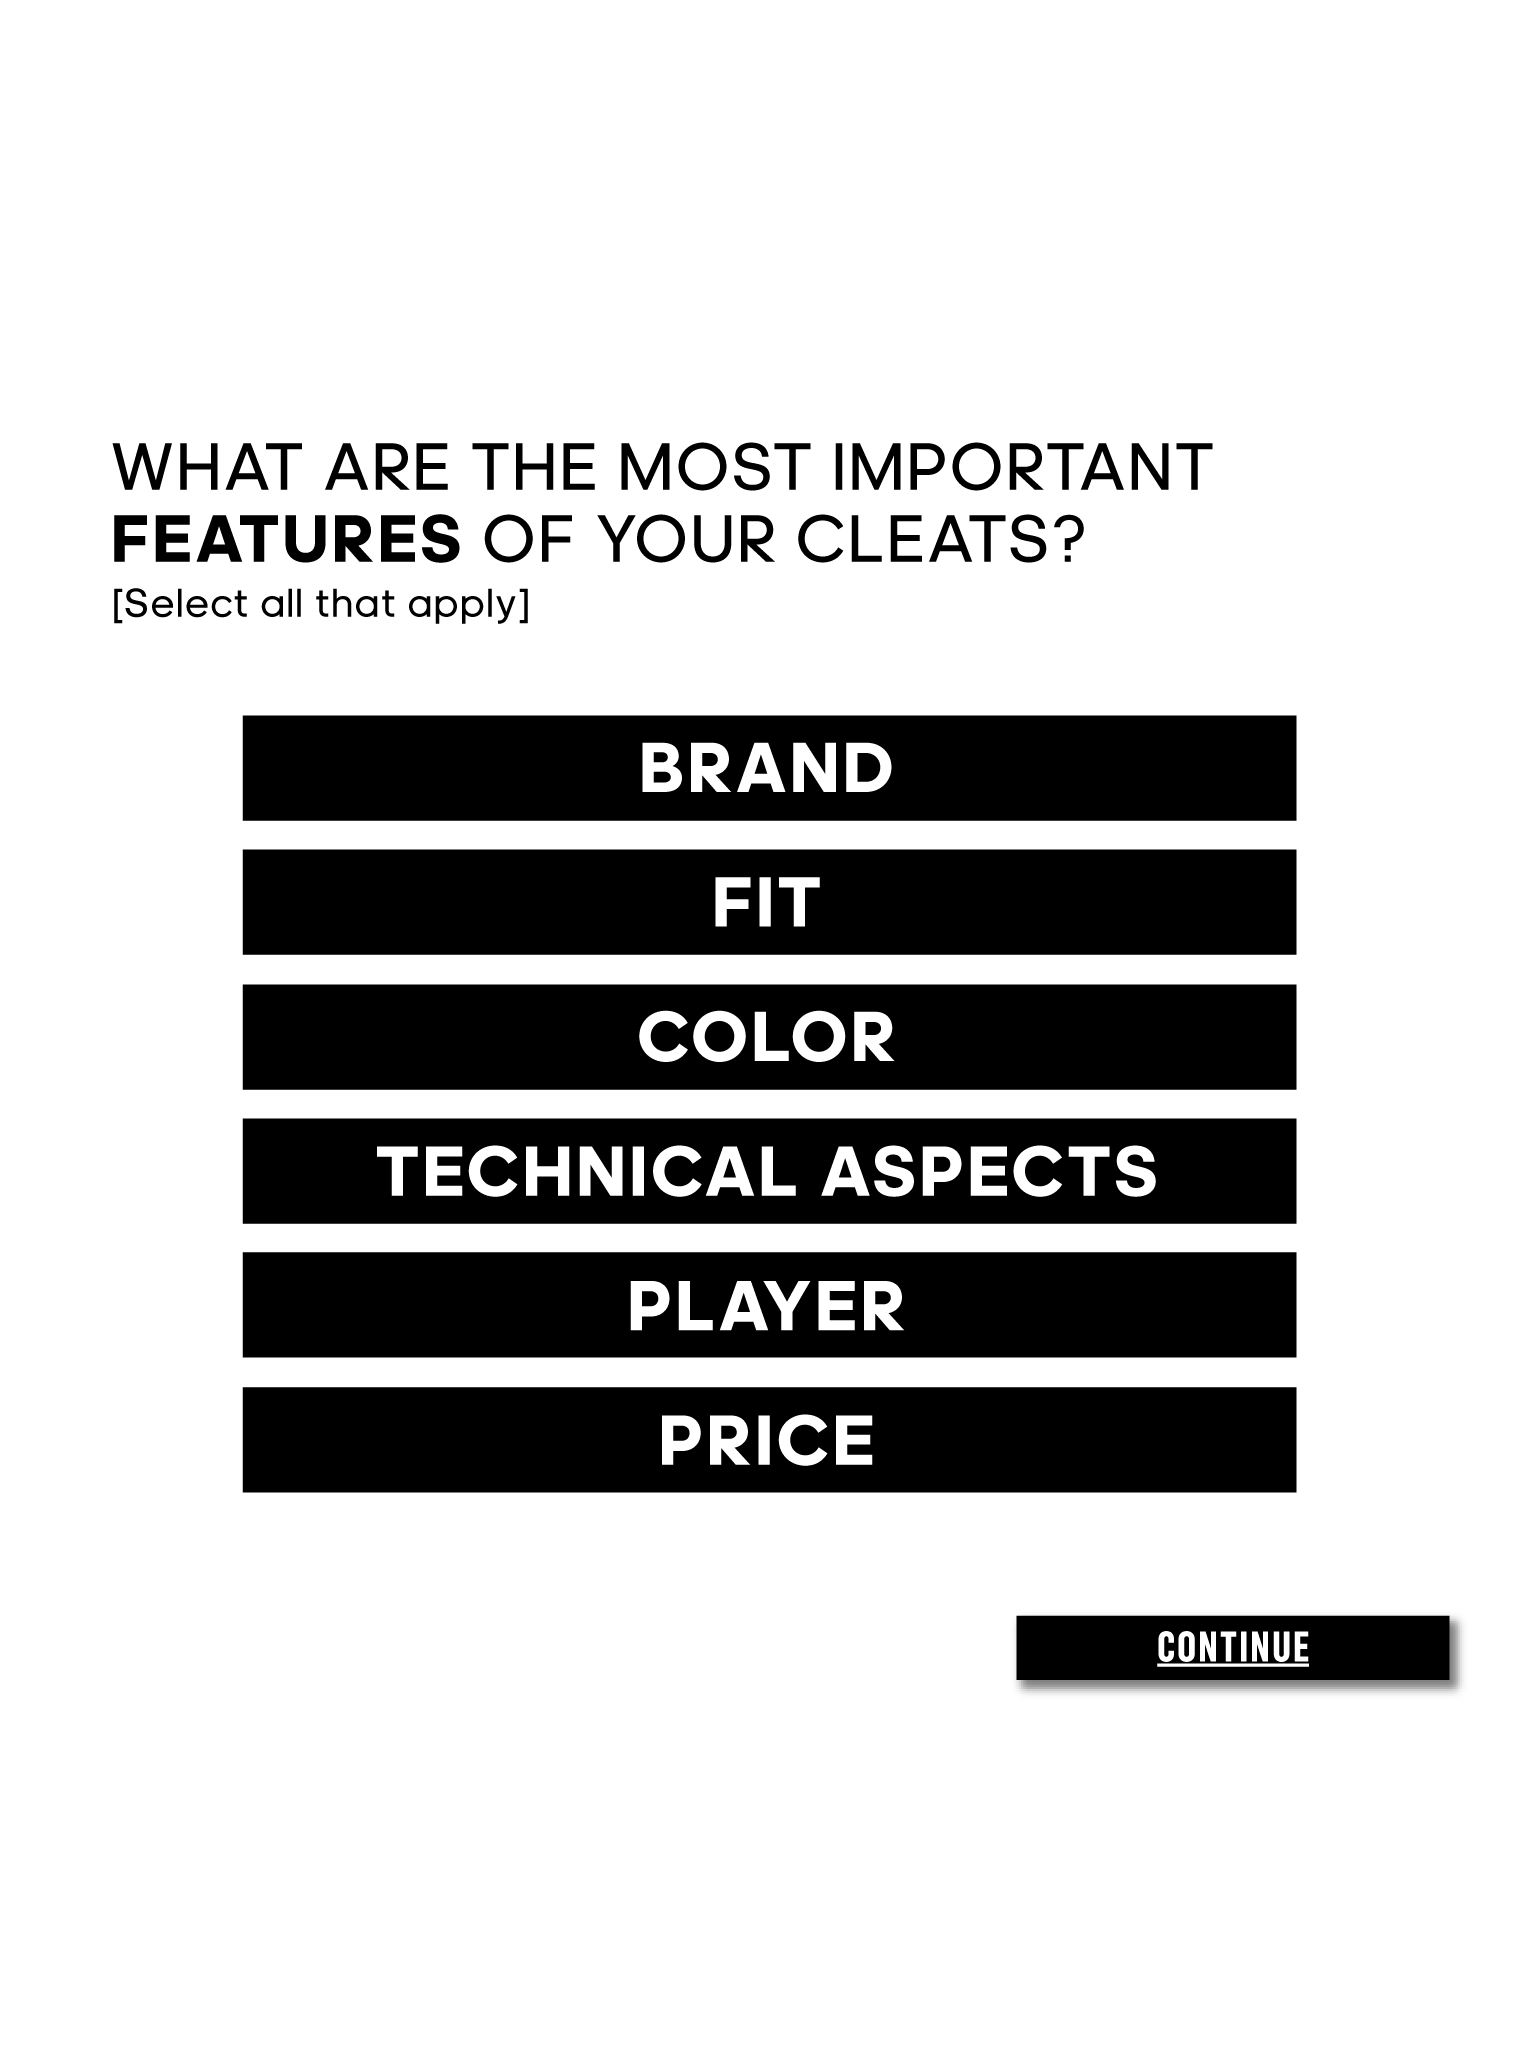 WHAT ARE THE MOST IMPORTANT
FEATURES OF YOUR CLEATS?
[Select all that apply]
BRAND
FIT
COLOR
TECHNICAL ASPECTS
PLAYER
PRICE
CONTINUE